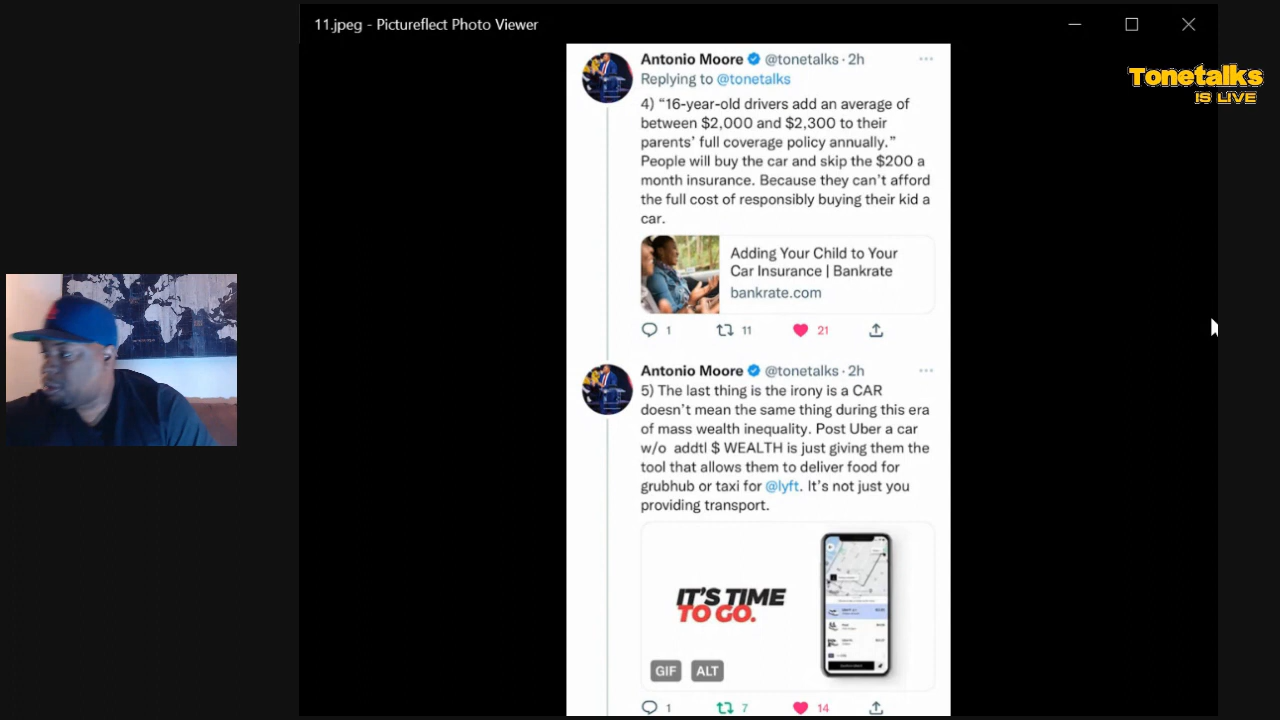 11.jpeg - Pictureflect Photo Viewer
Tonetalks
IS LIVE
Antonio Moore @tonetalks · 2h
Replying to @tonetalks
4) “16-year-old drivers add an average of
between $2,000 and $2,300 to their
parents’ full coverage policy annually.”
People will buy the car and skip the $200 a
month insurance. Because they can’t afford
the full cost of responsibly buying their kid a
car.
Adding Your Child to Your
Car Insurance | Bankrate
bankrate.com
1 11 21
Antonio Moore @tonetalks · 2h
5) The last thing is the irony is a CAR
doesn’t mean the same thing during this era
of mass wealth inequality. Post Uber a car
w/o addtl $ WEALTH is just giving them the
tool that allows them to deliver food for
grubhub or taxi for @lyft. It’s not just you
providing transport.
IT’S TIME
TO GO.
GIF ALT
1 7 14